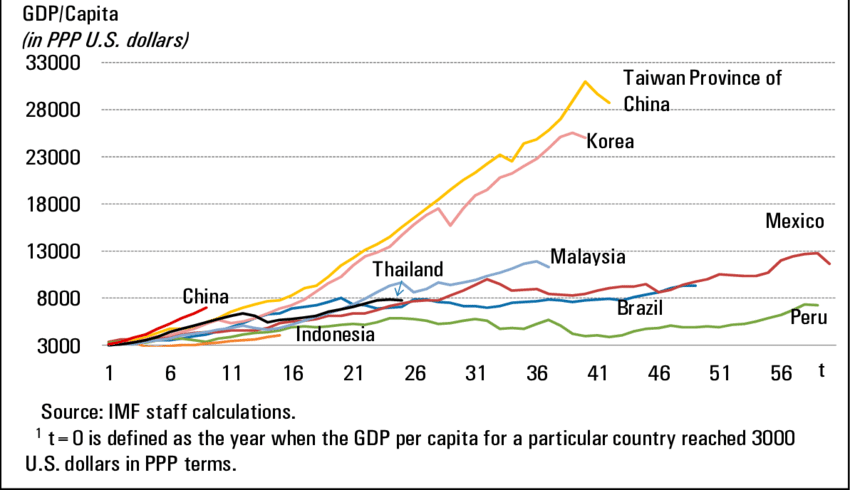 GDP/Capita
(in PPP U.S. dollars)
33000
28000
23000
18000
13000
8000
3000
Taiwan Province of
China
Korea
Mexico
Malaysia
Thailand
China
Brazil
Peru
Indonesia
1 6 11 16 21 26 31 36 41 46 51 56 t
Source: IMF staff calculations.
1 t = 0 is defined as the year when the GDP per capita for a particular country reached 3000
U.S. dollars in PPP terms.